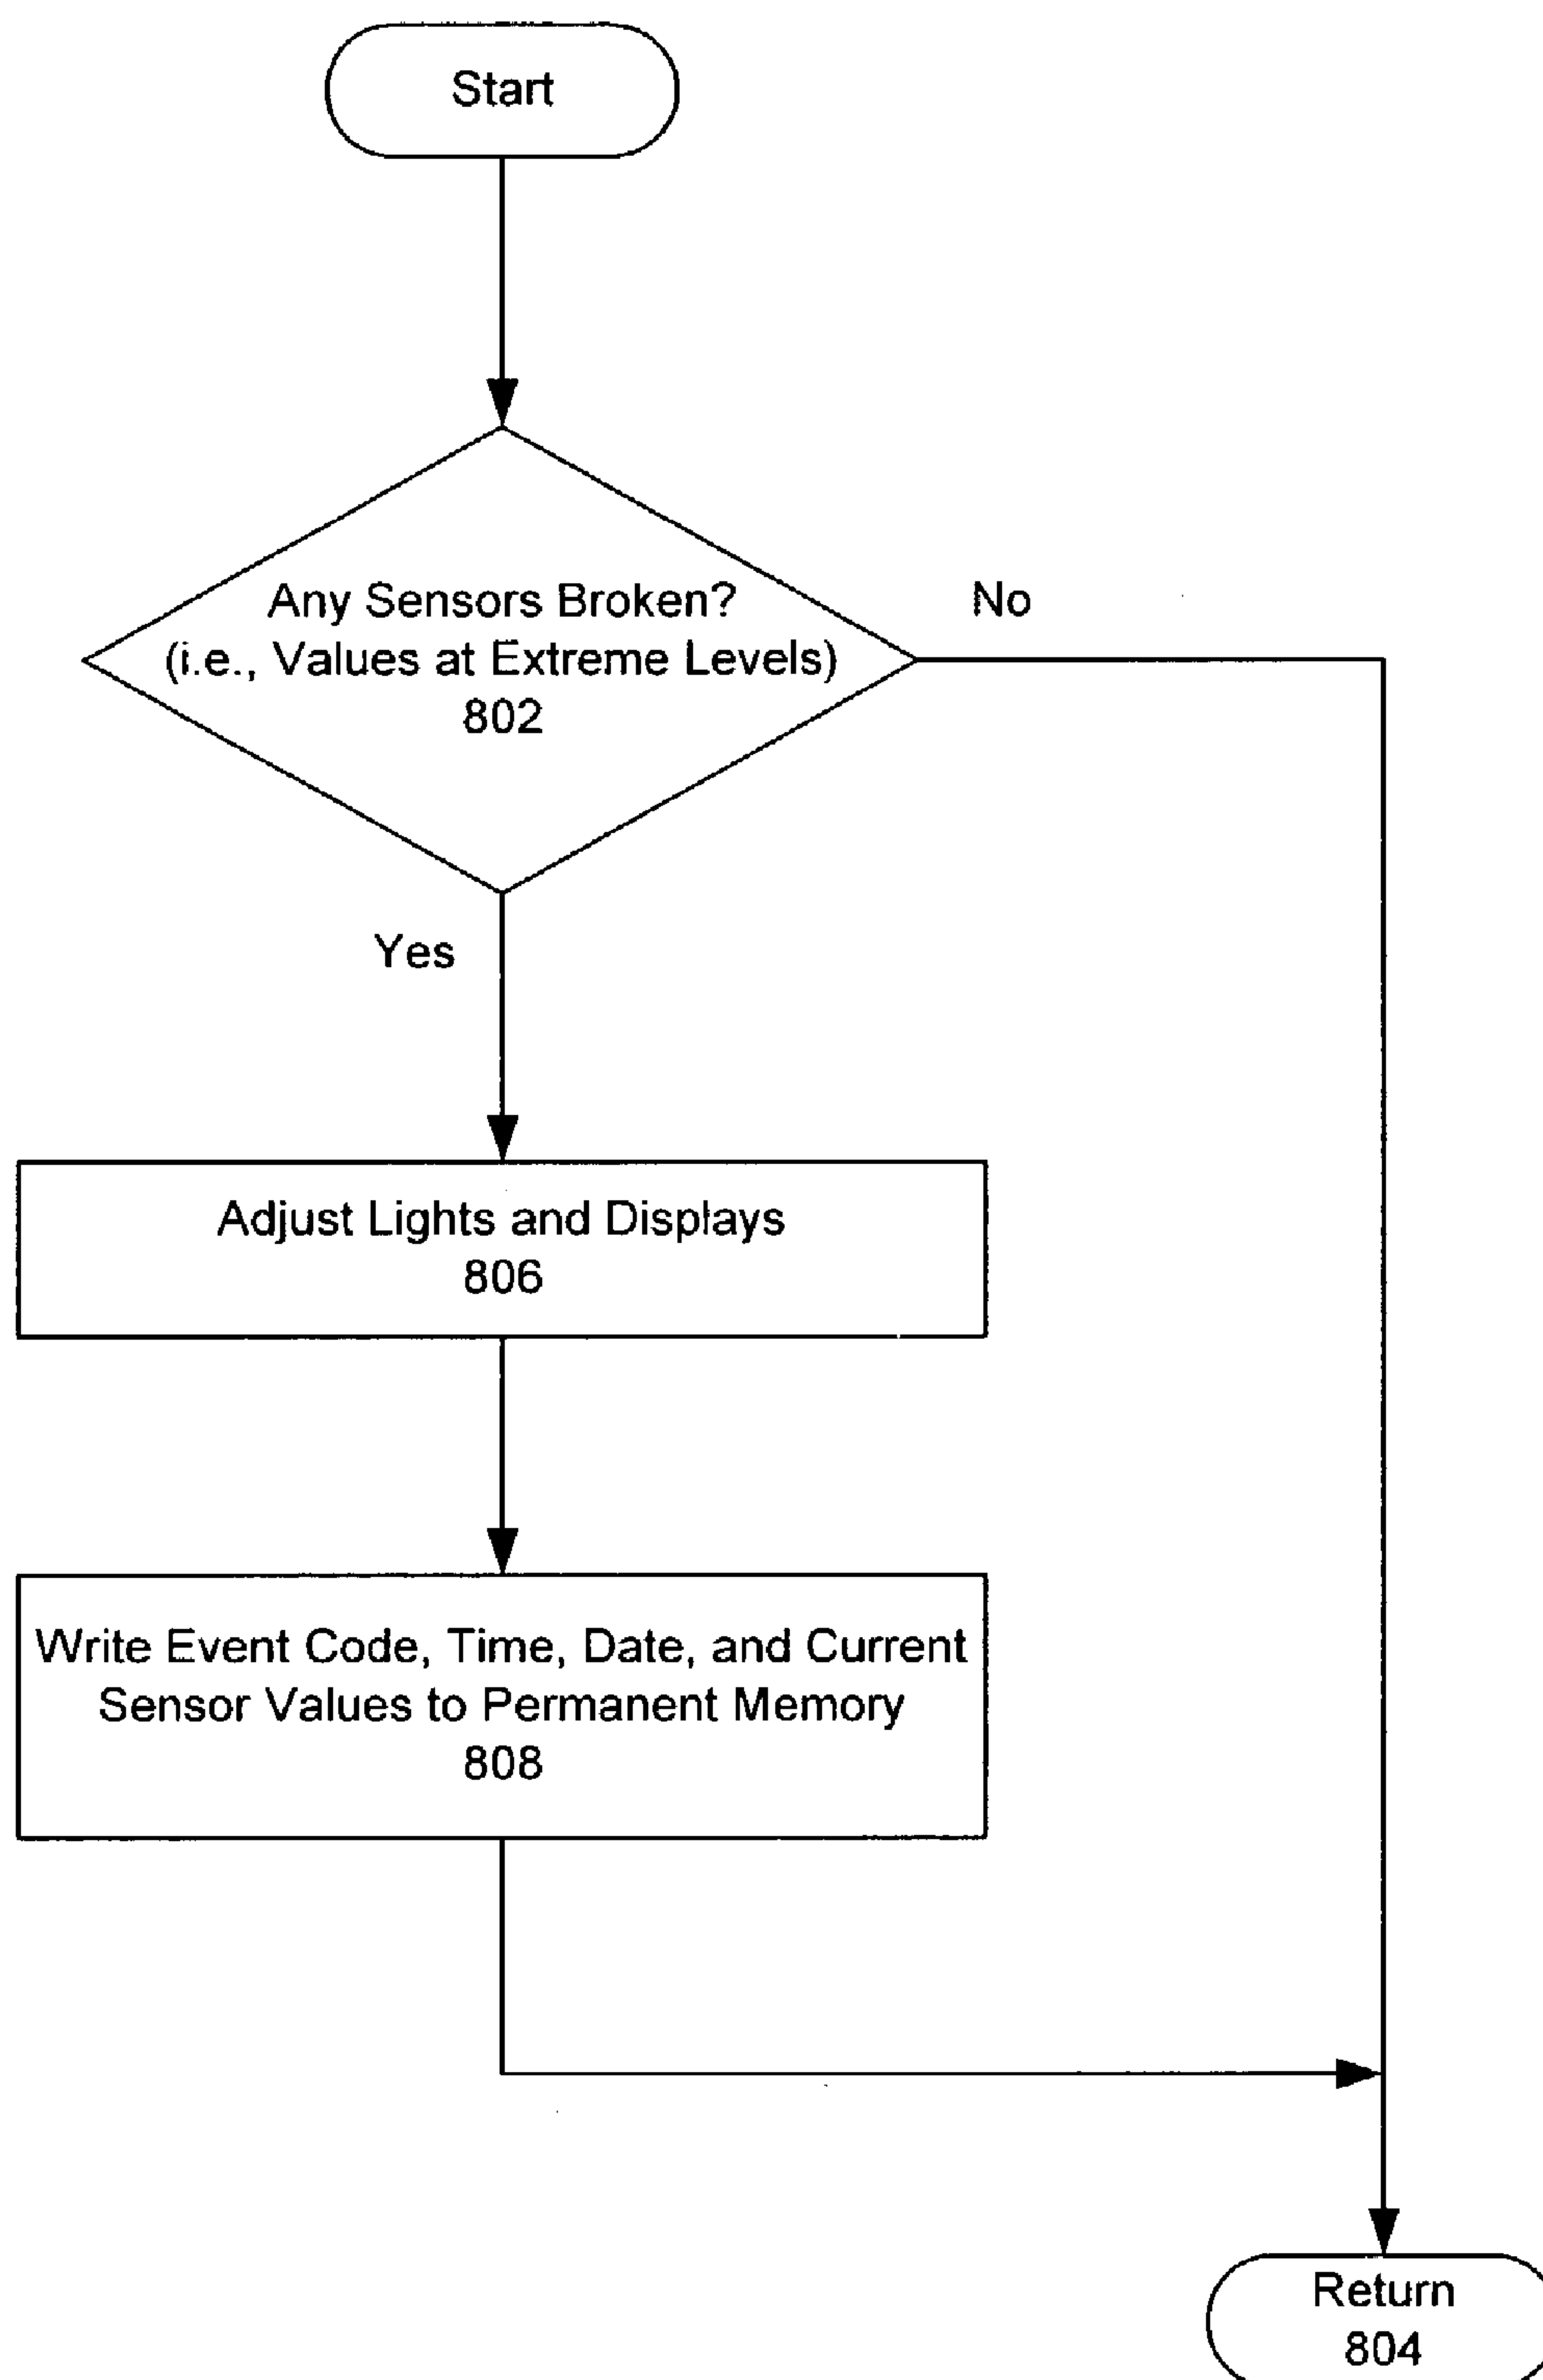 Start
Any Sensors Broken?
(i.e., Values at Extreme Levels)
802
No
Yes
Adjust Lights and Displays
806
Write Event Code, Time, Date, and Current
Sensor Values to Permanent Memory
808
Return
804